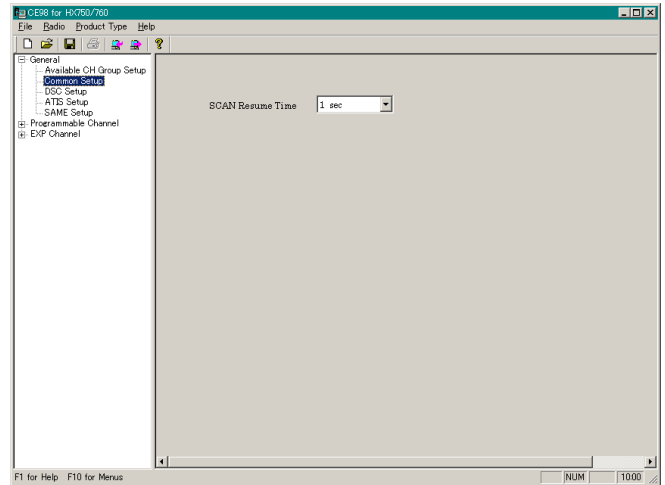 CE98 for HX750/760
File Radio Product Type Help
General
Available CH Group Setup
Common Setup
DSC Setup
ATIS Setup
SAME Setup
Programmable Channel
EXP Channel
SCAN Resume Time 1 sec
F1 for Help F10 for Menus NUM 10:00